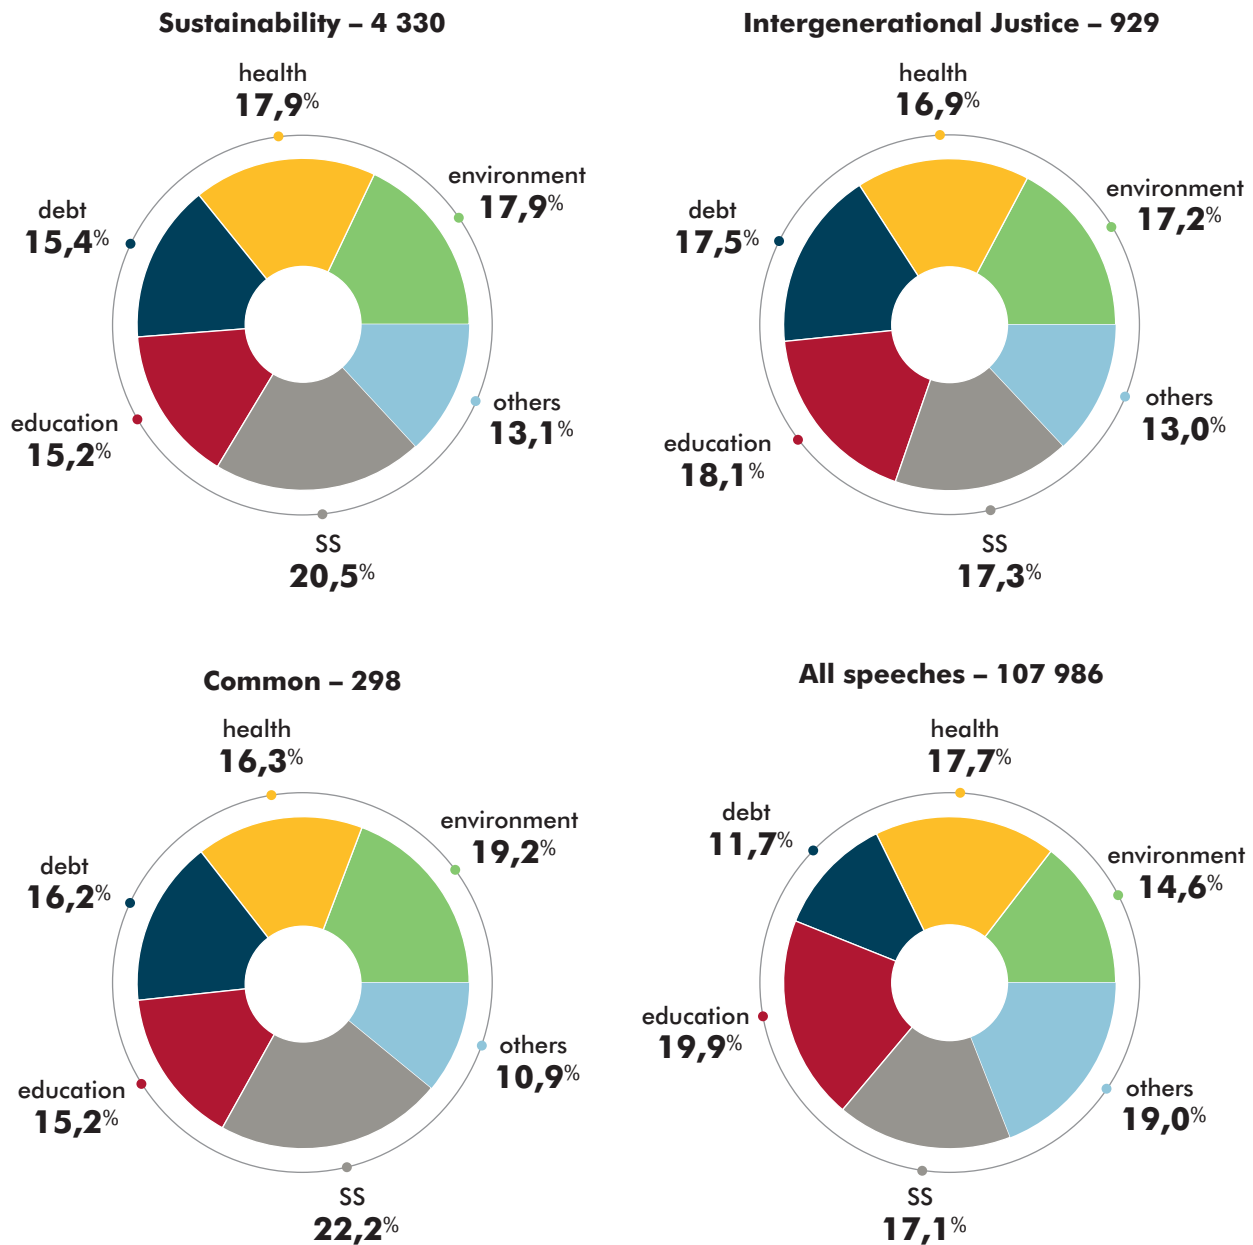 Sustainability – 4 330
health
17,9%
environment
17,9%
debt
15,4%
education
15,2%
others
13,1%
SS
20,5%
Intergenerational Justice – 929
health
16,9%
environment
17,2%
debt
17,5%
education
18,1%
others
13,0%
SS
17,3%
Common – 298
health
16,3%
environment
19,2%
debt
16,2%
education
15,2%
others
10,9%
SS
22,2%
All speeches – 107 986
health
17,7%
debt
11,7%
environment
14,6%
education
19,9%
others
19,0%
SS
17,1%